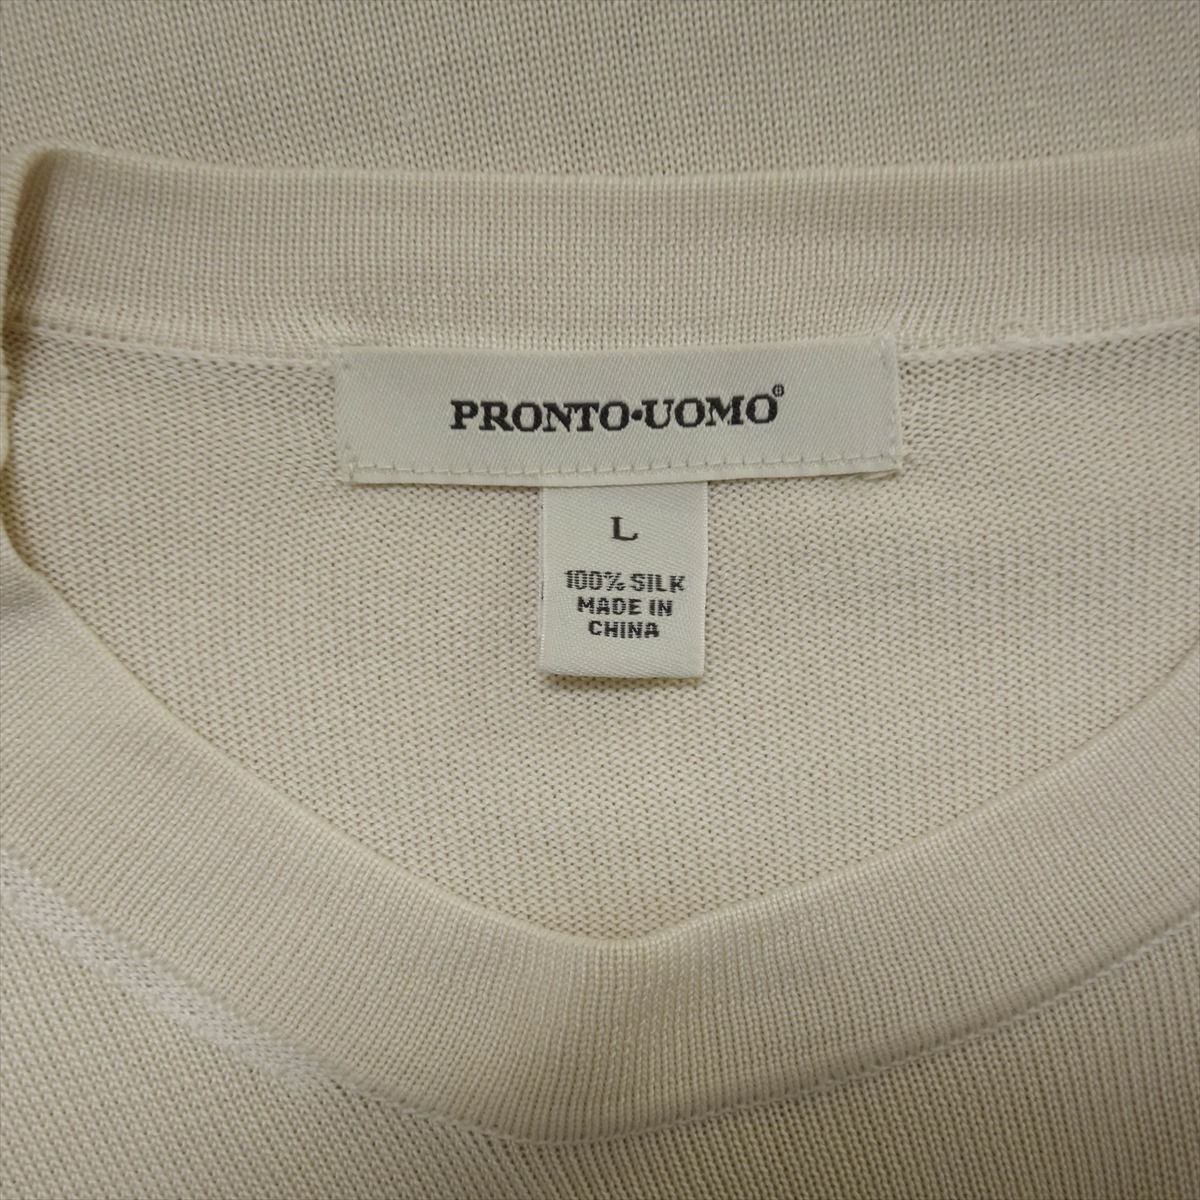 PRONTO•UOMO®
L
100% SILK
MADE IN
CHINA